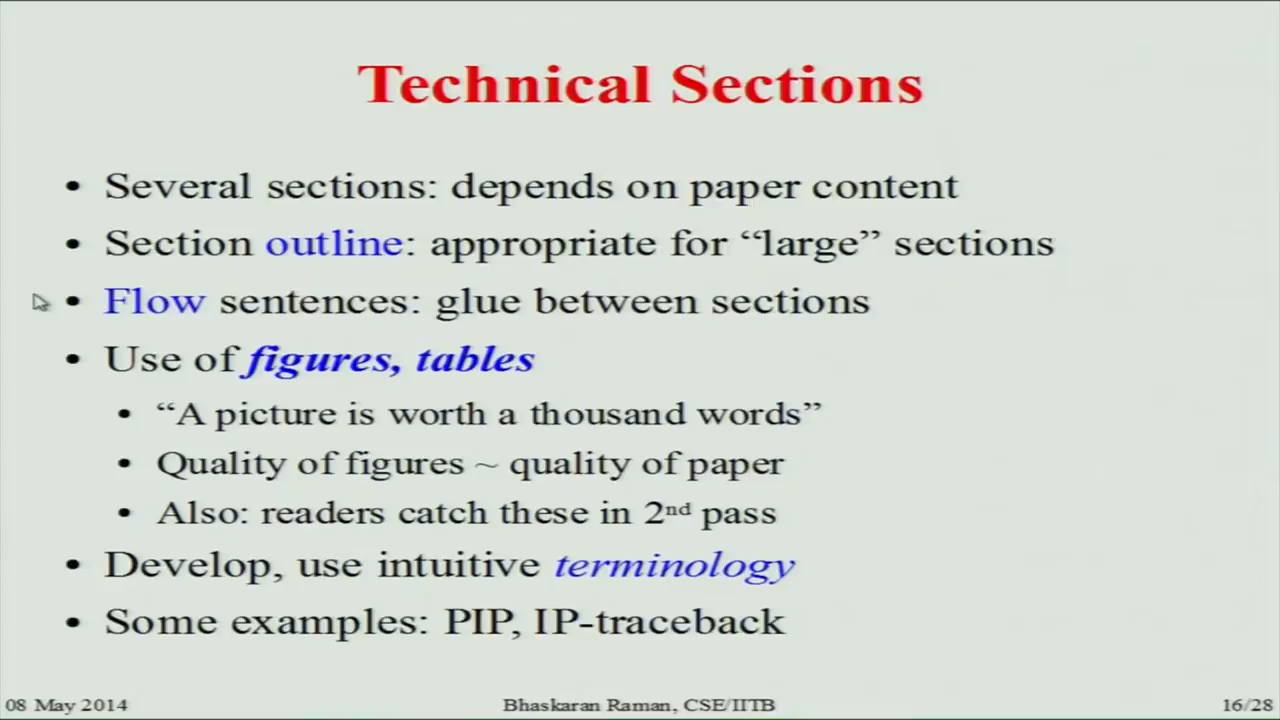 Technical Sections
• Several sections: depends on paper content
• Section outline: appropriate for “large” sections
• Flow sentences: glue between sections
• Use of figures, tables
• “A picture is worth a thousand words”
• Quality of figures ~ quality of paper
• Also: readers catch these in 2nd pass
• Develop, use intuitive terminology
• Some examples: PIP, IP-traceback
08 May 2014 Bhaskaran Raman, CSE/IITB 16/28